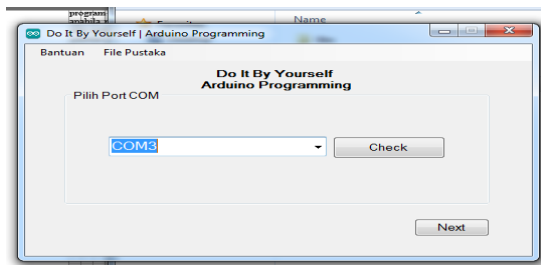 program
Name
Do It By Yourself | Arduino Programming
Bantuan File Pustaka
Do It By Yourself
Arduino Programming
Pilih Port COM
COM3
Check
Next